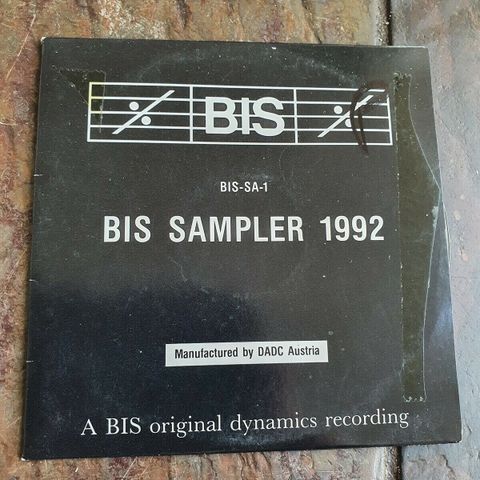 BIS
BIS-SA-1
BIS SAMPLER 1992
Manufactured by DADC Austria
A BIS original dynamics recording